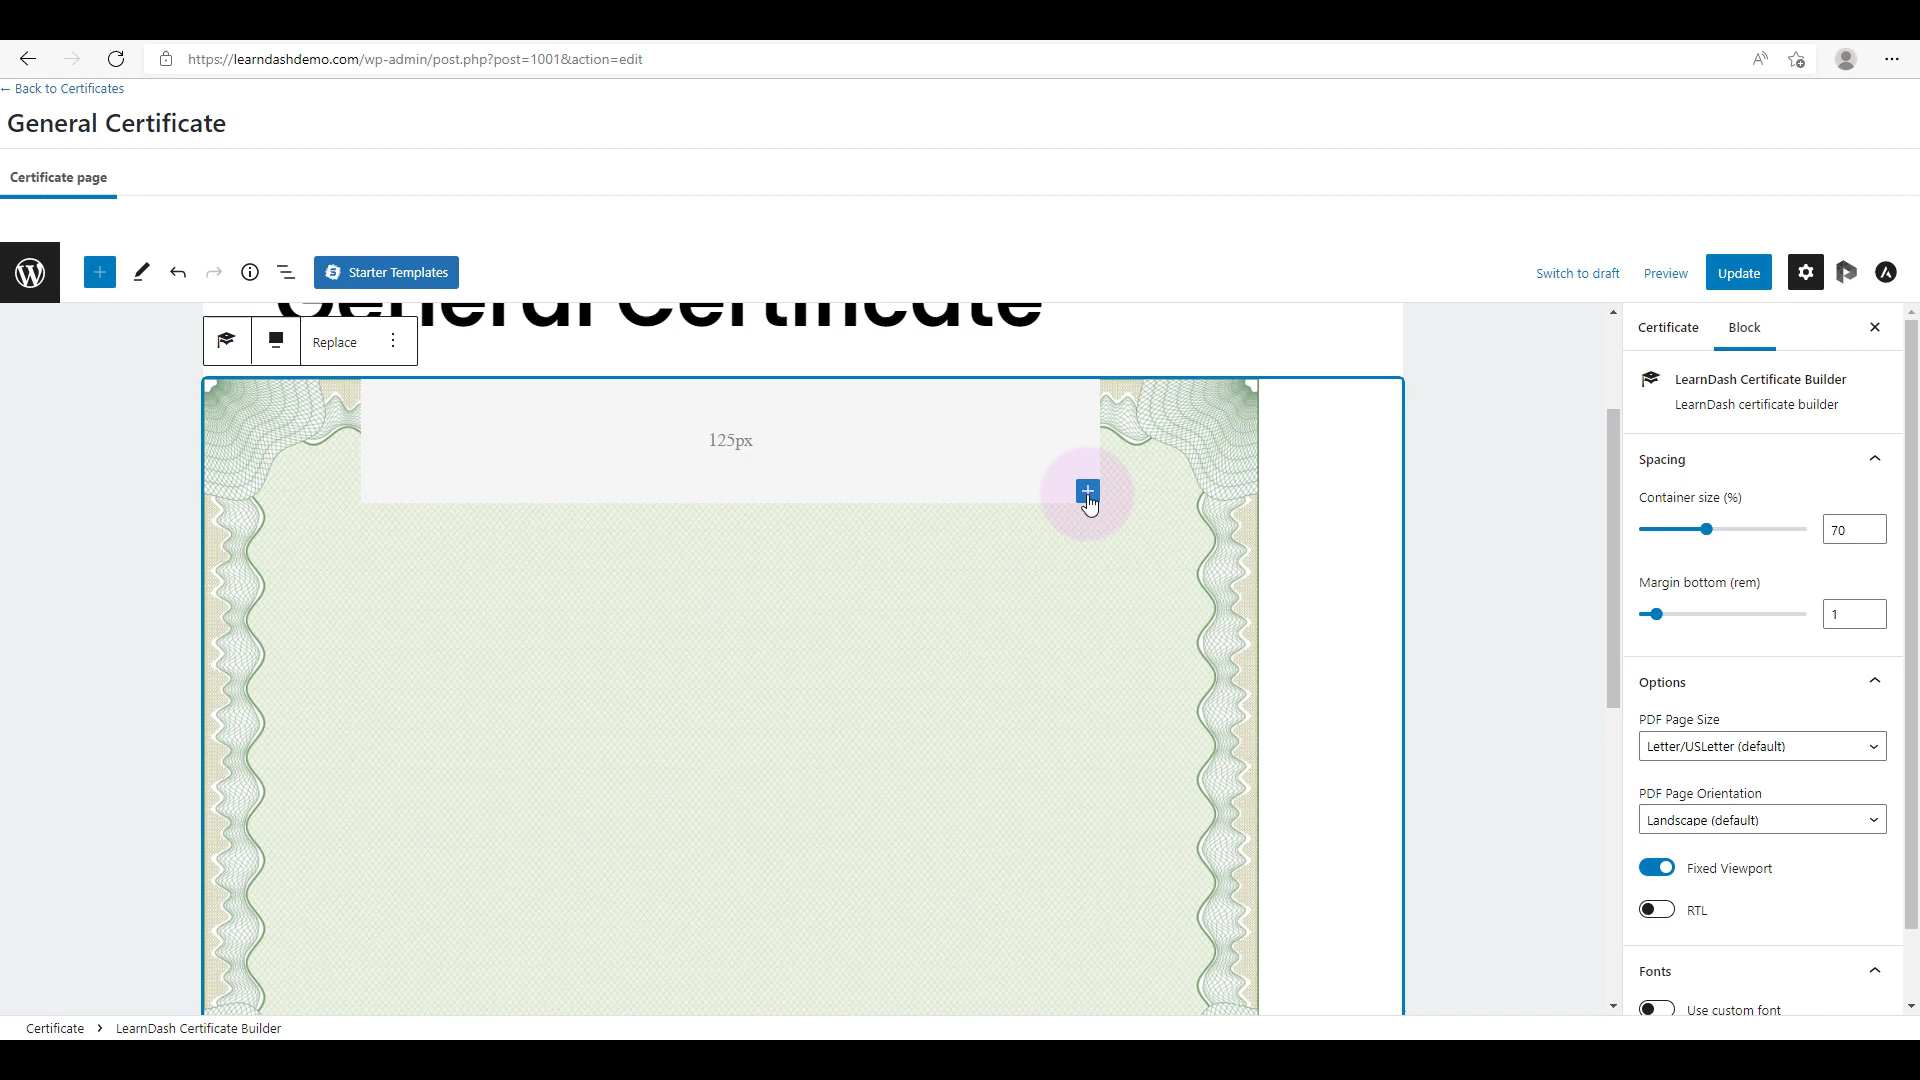 https://learndashdemo.com/wp-admin/post.php?post=1001&action=edit
← Back to Certificates
General Certificate
Certificate page
Starter Templates
Switch to draft
Preview
Update
General Certificate
Replace
125px
Certificate
Block
LearnDash Certificate Builder
LearnDash certificate builder
Spacing
Container size (%)
70
Margin bottom (rem)
1
Options
PDF Page Size
Letter/USLetter (default)
PDF Page Orientation
Landscape (default)
Fixed Viewport
RTL
Fonts
Use custom font
Certificate > LearnDash Certificate Builder